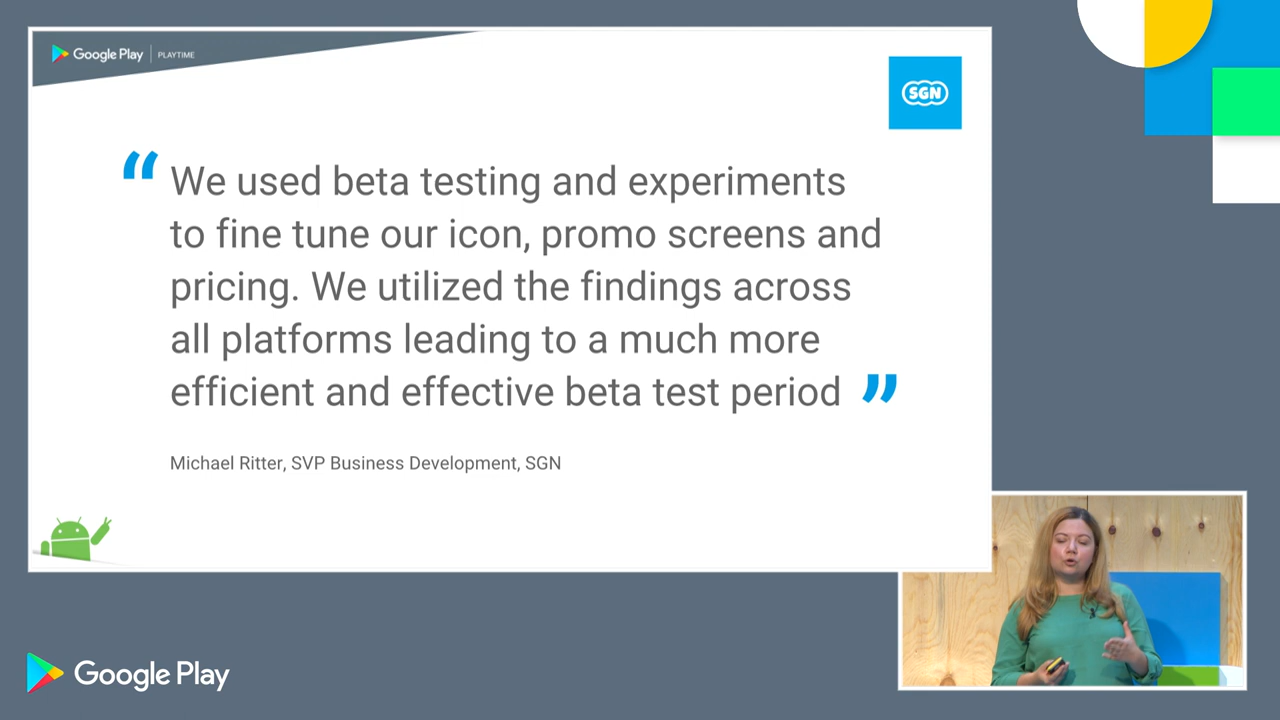 Google Play | PLAYTIME
SGN
“ We used beta testing and experiments
to fine tune our icon, promo screens and
pricing. We utilized the findings across
all platforms leading to a much more
efficient and effective beta test period ”
Michael Ritter, SVP Business Development, SGN
Google Play